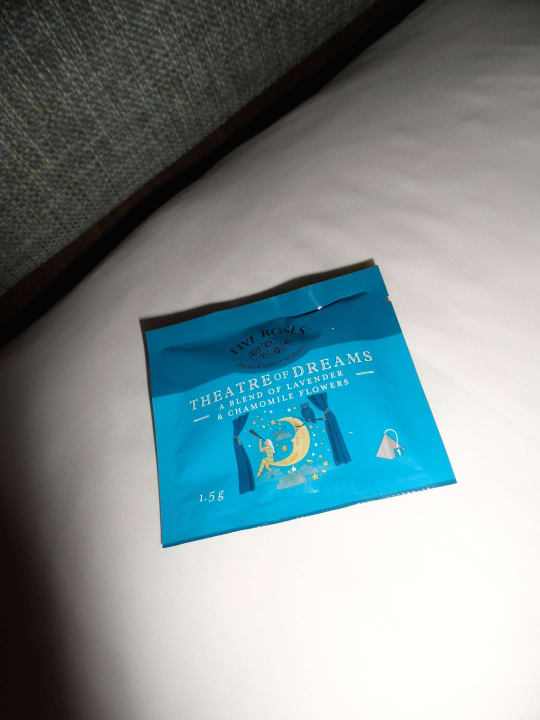 FIVE ROSES
THEATRE OF DREAMS
A BLEND OF LAVENDER
& CHAMOMILE FLOWERS
1.5g